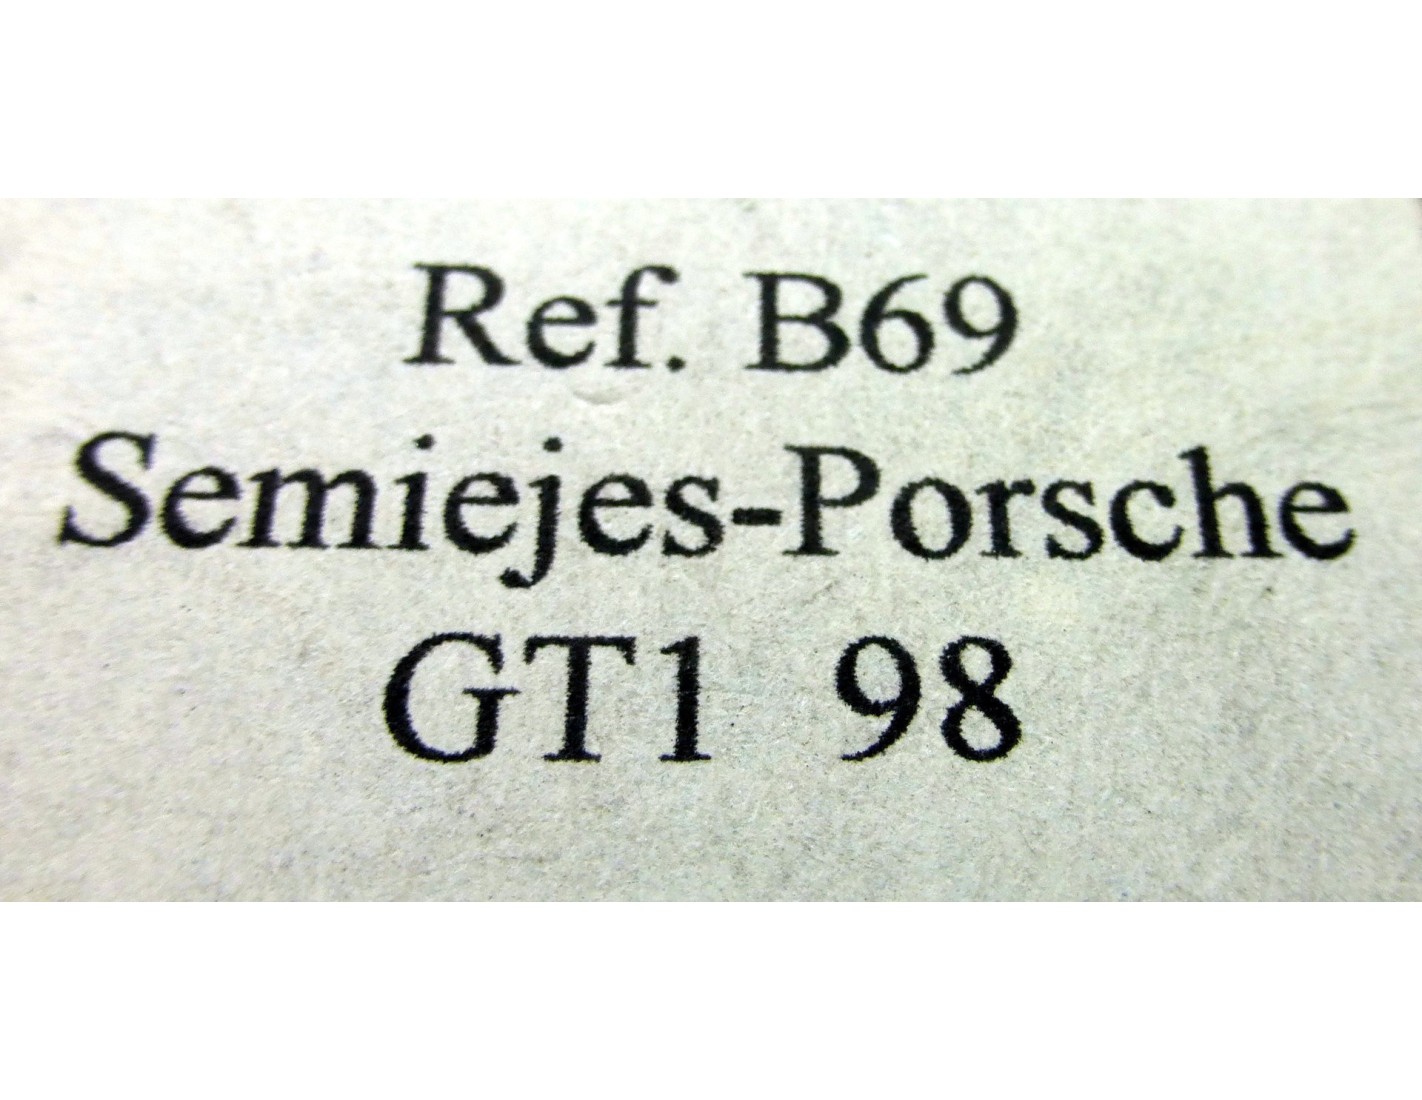 Ref. B69
Semiejes-Porsche
GT1 98